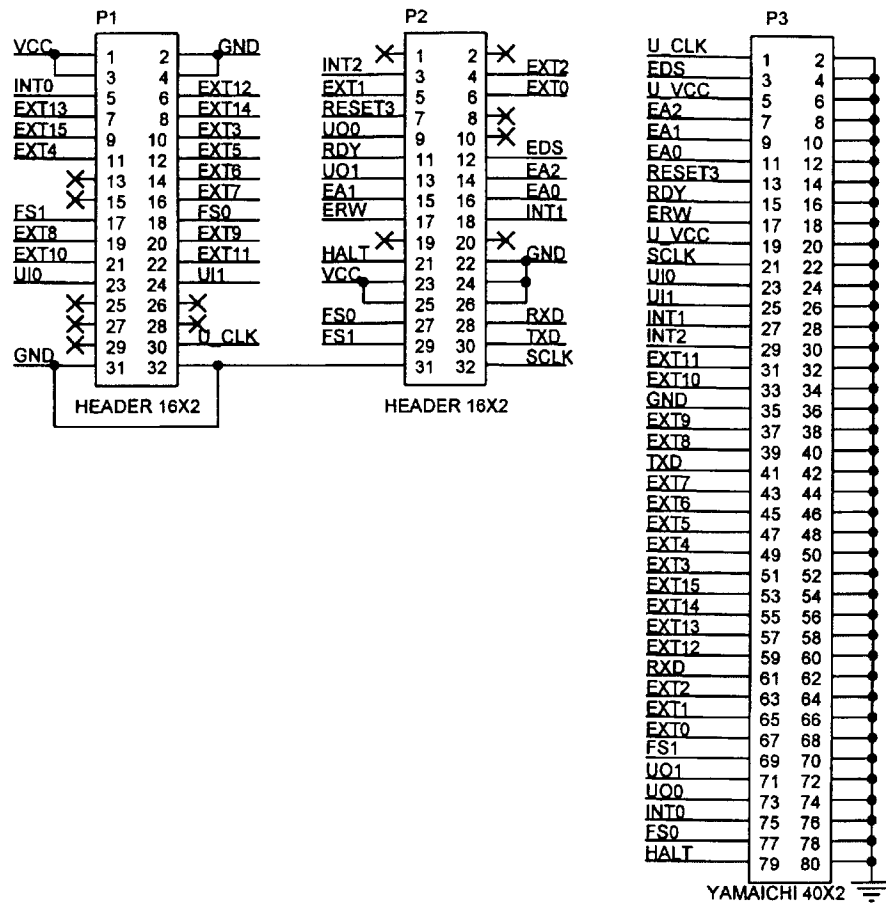 P1
VCC 1 2 GND
3 4
INT0 5 6 EXT12
EXT13 7 8 EXT14
EXT15 9 10 EXT3
EXT4 11 12 EXT5
13 14 EXT6
15 16 EXT7
FS1 17 18 FS0
EXT8 19 20 EXT9
EXT10 21 22 EXT11
UI0 23 24 UI1
25 26
27 28
29 30 U_CLK
GND 31 32
HEADER 16X2
P2
1 2
INT2 3 4 EXT2
EXT1 5 6 EXT0
RESET3 7 8
UO0 9 10
RDY 11 12 EDS
UO1 13 14 EA2
EA1 15 16 EA0
ERW 17 18 INT1
19 20
HALT 21 22 GND
VCC 23 24
25 26
FS0 27 28 RXD
FS1 29 30 TXD
31 32 SCLK
HEADER 16X2
P3
U_CLK 1 2
EDS 3 4
U_VCC 5 6
EA2 7 8
EA1 9 10
EA0 11 12
RESET3 13 14
RDY 15 16
ERW 17 18
U_VCC 19 20
SCLK 21 22
UI0 23 24
UI1 25 26
INT1 27 28
INT2 29 30
EXT11 31 32
EXT10 33 34
GND 35 36
EXT9 37 38
EXT8 39 40
TXD 41 42
EXT7 43 44
EXT6 45 46
EXT5 47 48
EXT4 49 50
EXT3 51 52
EXT15 53 54
EXT14 55 56
EXT13 57 58
EXT12 59 60
RXD 61 62
EXT2 63 64
EXT1 65 66
EXT0 67 68
FS1 69 70
UO1 71 72
UO0 73 74
INT0 75 76
FS0 77 78
HALT 79 80
YAMAICHI 40X2